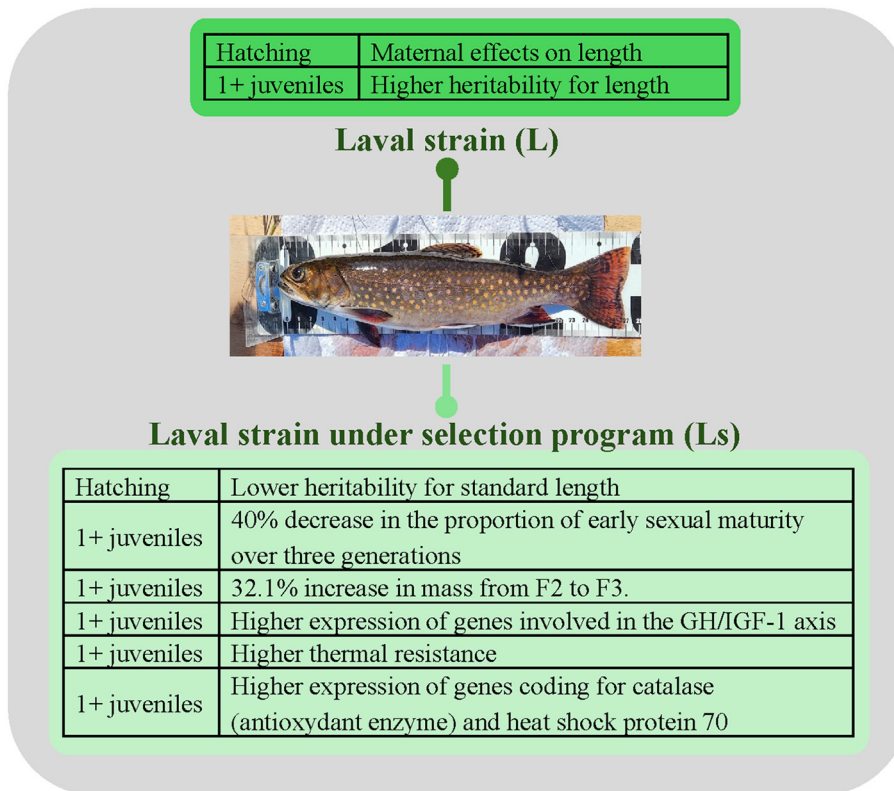 Hatching Maternal effects on length
1+ juveniles Higher heritability for length
Laval strain (L)
Laval strain under selection program (Ls)
Hatching Lower heritability for standard length
1+ juveniles 40% decrease in the proportion of early sexual maturity
over three generations
1+ juveniles 32.1% increase in mass from F2 to F3.
1+ juveniles Higher expression of genes involved in the GH/IGF-1 axis
1+ juveniles Higher thermal resistance
1+ juveniles Higher expression of genes coding for catalase
(antioxydant enzyme) and heat shock protein 70